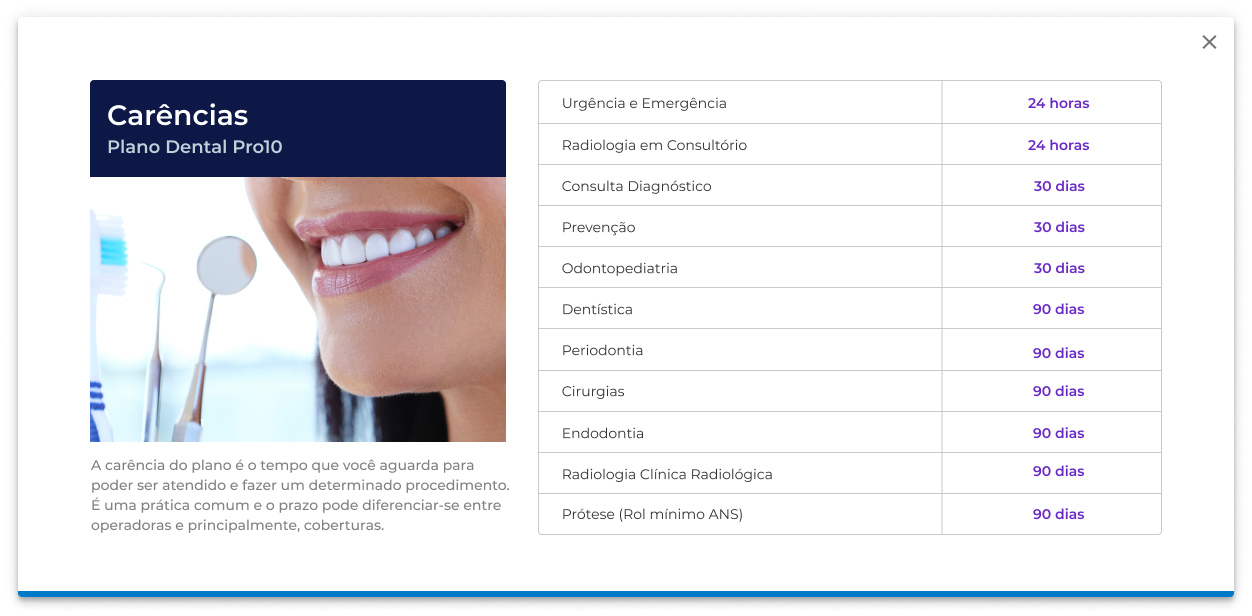 Carências
Plano Dental Pro10
A carência do plano é o tempo que você aguarda para
poder ser atendido e fazer um determinado procedimento.
É uma prática comum e o prazo pode diferenciar-se entre
operadoras e principalmente, coberturas.
Urgência e Emergência 24 horas
Radiologia em Consultório 24 horas
Consulta Diagnóstico 30 dias
Prevenção 30 dias
Odontopediatria 30 dias
Dentística 90 dias
Periodontia 90 dias
Cirurgias 90 dias
Endodontia 90 dias
Radiologia Clínica Radiológica 90 dias
Prótese (Rol mínimo ANS) 90 dias